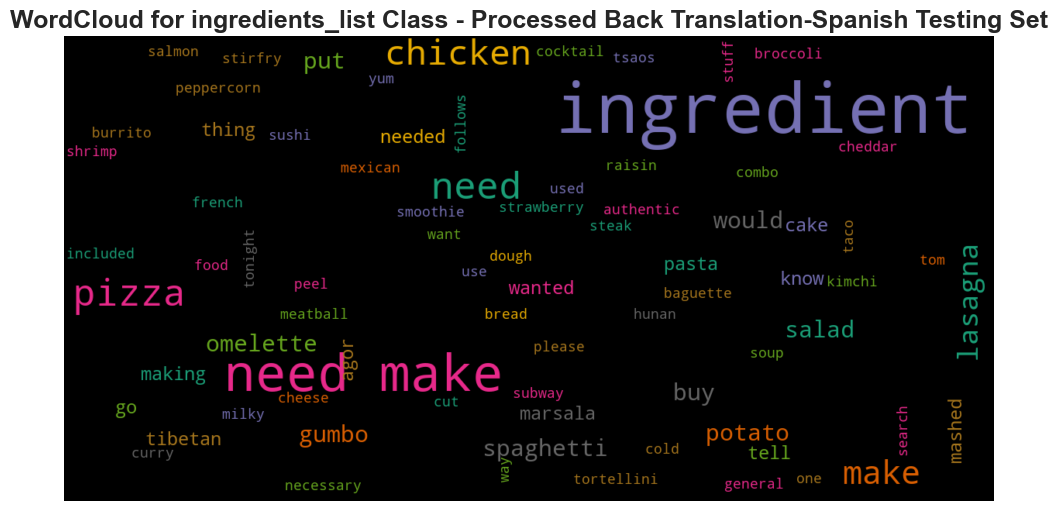 WordCloud for ingredients_list Class - Processed Back Translation-Spanish Testing Set
salmon
stirfry
put
chicken
cocktail
tsaos
stuff
broccoli
yum
peppercorn
ingredient
follows
burrito
thing
sushi
needed
shrimp
cheddar
mexican
raisin
combo
need
used
french
smoothie
strawberry
authentic
would
cake
steak
want
taco
tonight
included
food
dough
pasta
tom
use
peel
wanted
know
kimchi
pizza
baguette
lasagna
meatball
bread
hunan
omelette
salad
agor
please
soup
need make
making
cheese
subway
buy
go
milky
cut
marsala
search
mashed
tibetan
gumbo
potato
curry
spaghetti
cold
tell
way
make
necessary
tortellini
general
one